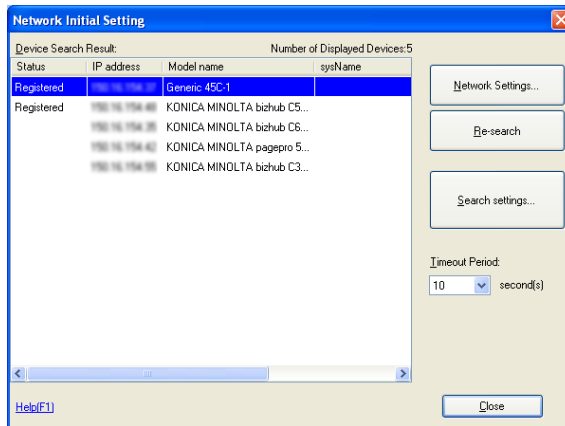 Network Initial Setting
Device Search Result: Number of Displayed Devices:5
Status IP address Model name sysName
Registered Generic 45C-1
Registered KONICA MINOLTA bizhub C5...
KONICA MINOLTA bizhub C6...
KONICA MINOLTA pagepro 5...
KONICA MINOLTA bizhub C3...
Network Settings...
Re-search
Search settings...
Timeout Period:
10 second(s)
Help(F1)
Close